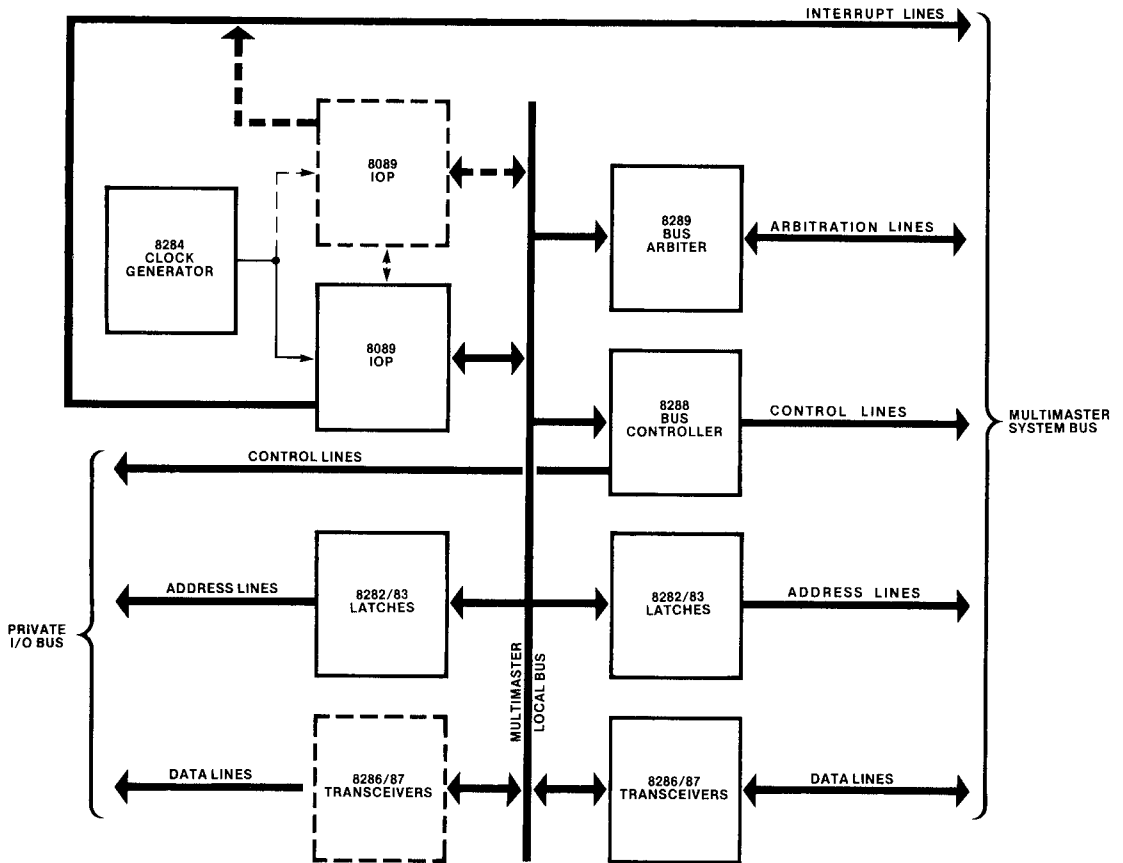 INTERRUPT LINES
8089
IOP
8284
CLOCK
GENERATOR
8289
BUS
ARBITER
ARBITRATION LINES
8089
IOP
8288
BUS
CONTROLLER
CONTROL LINES
MULTIMASTER
SYSTEM BUS
CONTROL LINES
ADDRESS LINES
8282/83
LATCHES
8282/83
LATCHES
ADDRESS LINES
PRIVATE
I/O BUS
MULTIMASTER
LOCAL BUS
DATA LINES
8286/87
TRANSCEIVERS
8286/87
TRANSCEIVERS
DATA LINES